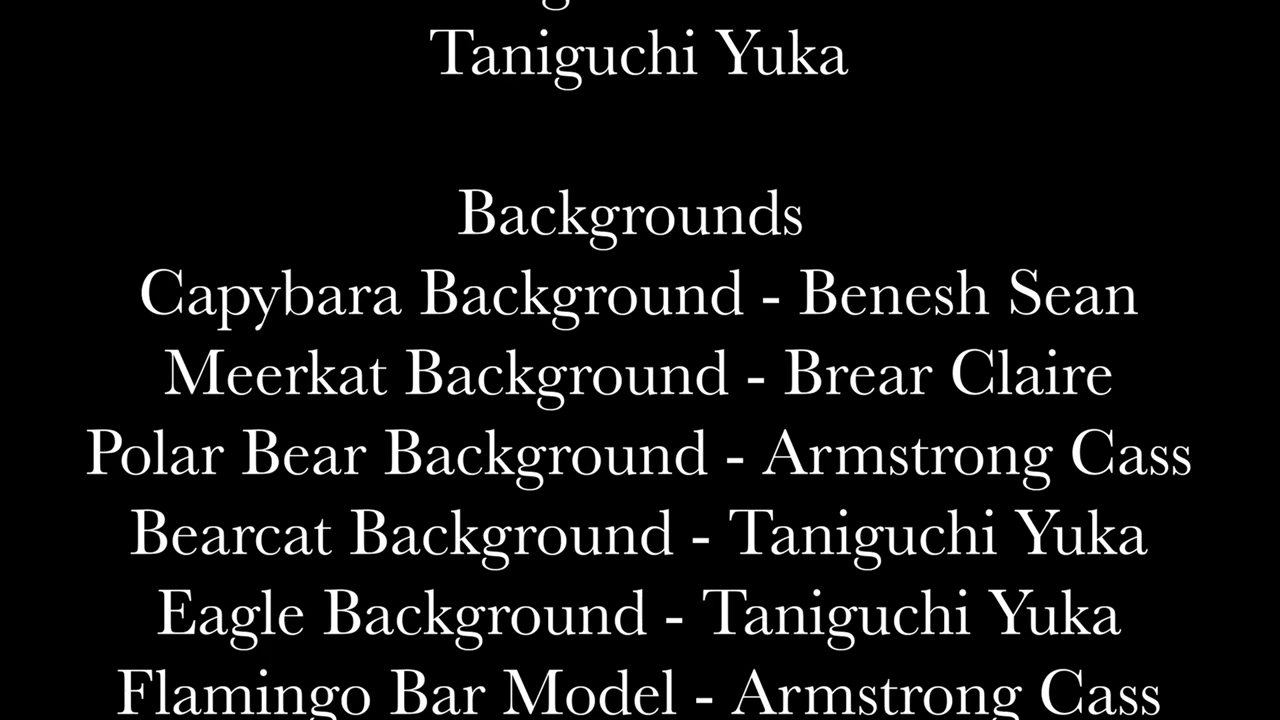 Taniguchi Yuka
Backgrounds
Capybara Background - Benesh Sean
Meerkat Background - Brear Claire
Polar Bear Background - Armstrong Cass
Bearcat Background - Taniguchi Yuka
Eagle Background - Taniguchi Yuka
Flamingo Bar Model - Armstrong Cass